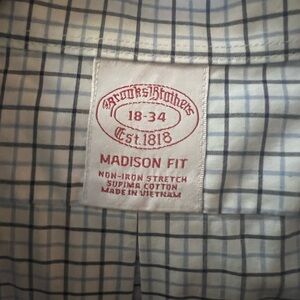 Brooks Brothers
18-34
Est. 1818
MADISON FIT
NON-IRON STRETCH
SUPIMA COTTON
MADE IN VIETNAM